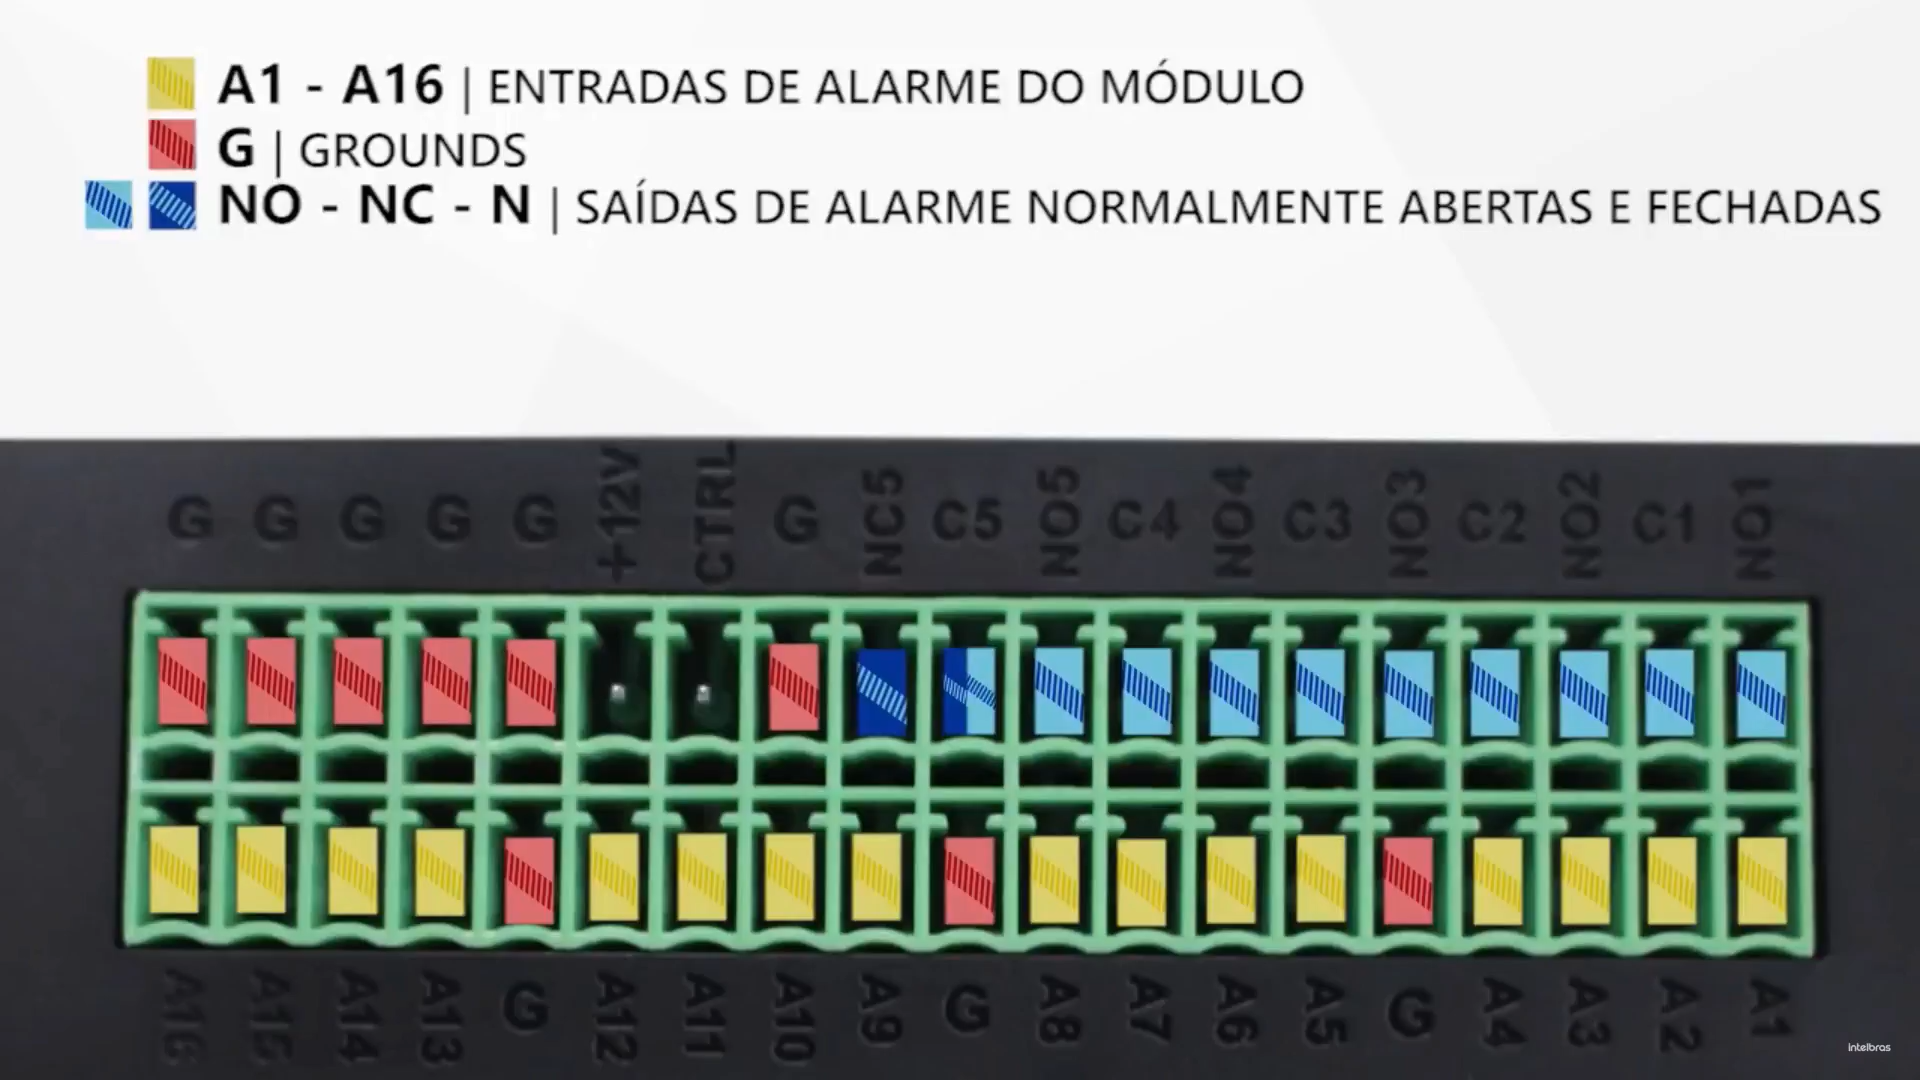 A1 - A16 | ENTRADAS DE ALARME DO MÓDULO
G | GROUNDS
NO - NC - N | SAÍDAS DE ALARME NORMALMENTE ABERTAS E FECHADAS
G G G G G +12V CTRL G NC5 C5 NO5 C4 NO4 C3 NO3 C2 NO2 C1 NO1
A16 A15 A14 A13 G A12 A11 A10 A9 G A8 A7 A6 A5 G A4 A3 A2 A1
intelbras